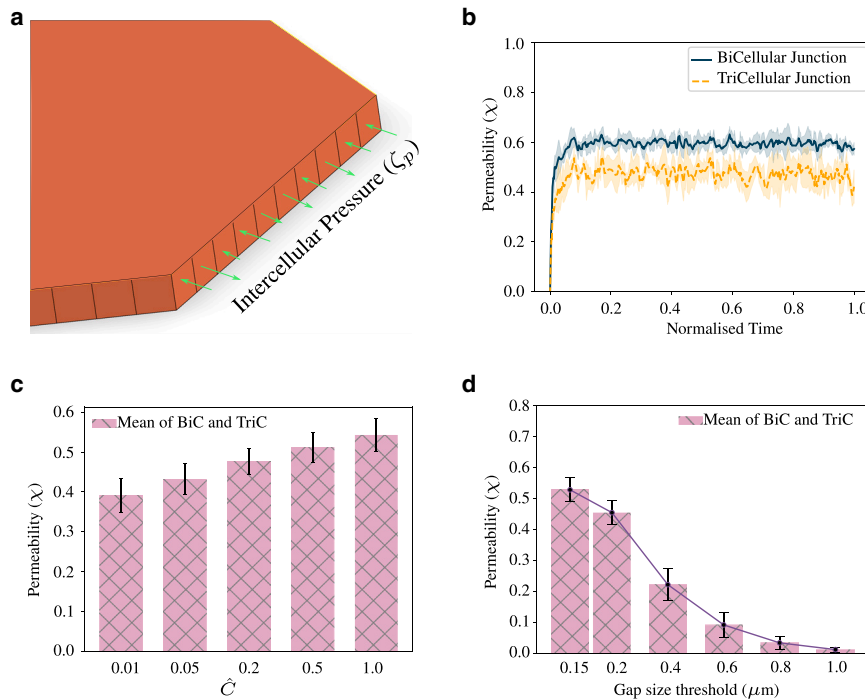 a
Intercellular Pressure (ζp)
b
1.0
0.8
0.6
0.4
0.2
0.0
Permeability (χ)
BiCellular Junction
TriCellular Junction
0.0 0.2 0.4 0.6 0.8 1.0
Normalised Time
c
0.6
0.5
0.4
0.3
0.2
0.1
0.0
Permeability (χ)
Mean of BiC and TriC
0.01 0.05 0.2 0.5 1.0
Ĉ
d
0.8
0.7
0.6
0.5
0.4
0.3
0.2
0.1
0.0
Permeability (χ)
Mean of BiC and TriC
0.15 0.2 0.4 0.6 0.8 1.0
Gap size threshold (μm)